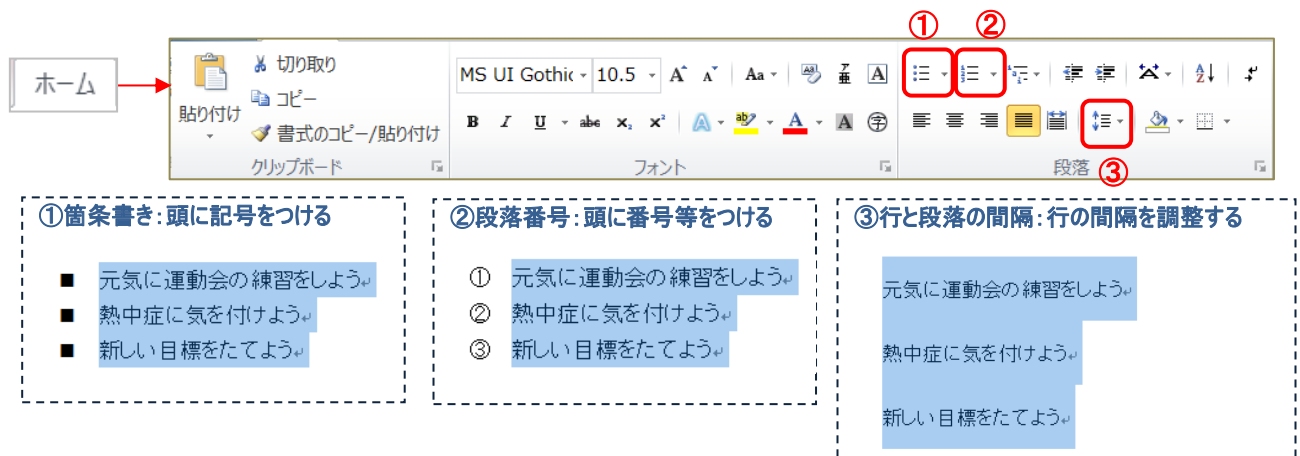 ① ②
ホーム
切り取り
コピー
書式のコピー/貼り付け
貼り付け
クリップボード
MS UI Gothic 10.5 A A Aa A
B I U abc x₂ x² A ab A A 字
フォント
段落
③
①箇条書き:頭に記号をつける
■ 元気に運動会の練習をしよう↵
■ 熱中症に気を付けよう↵
■ 新しい目標をたてよう↵
②段落番号:頭に番号等をつける
① 元気に運動会の練習をしよう↵
② 熱中症に気を付けよう↵
③ 新しい目標をたてよう↵
③行と段落の間隔:行の間隔を調整する
元気に運動会の練習をしよう↵
熱中症に気を付けよう↵
新しい目標をたてよう↵